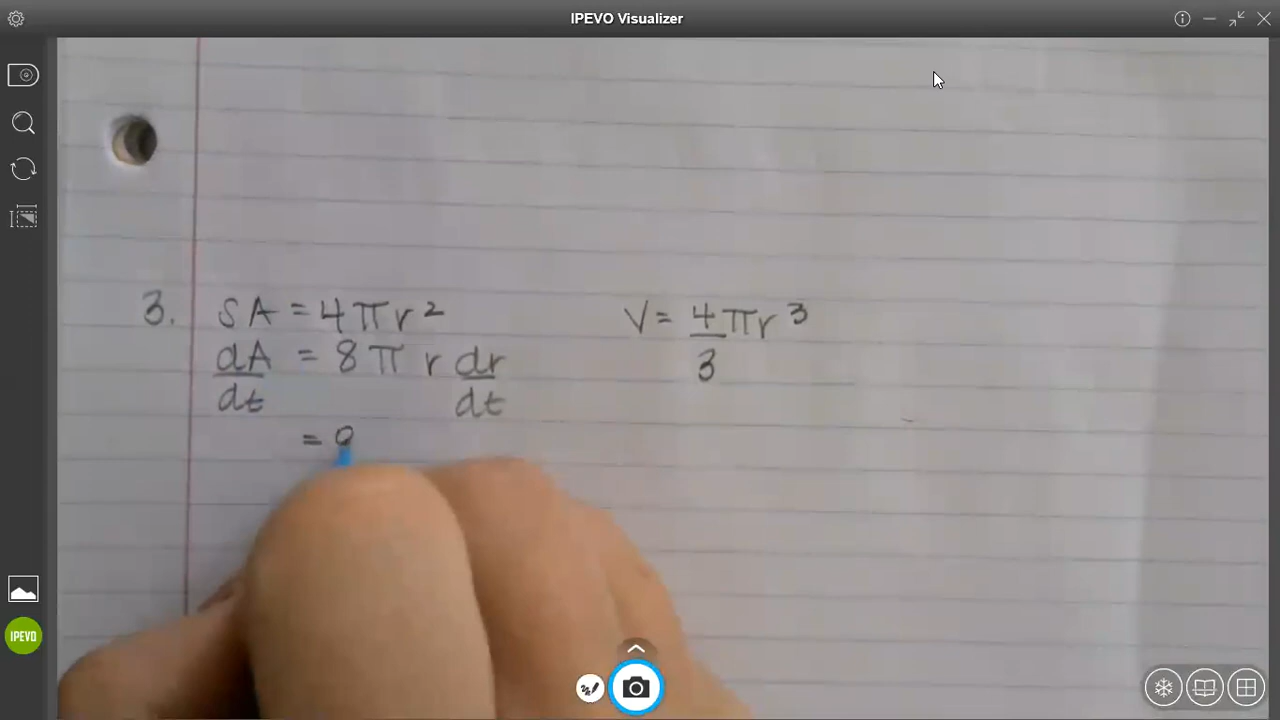 IPEVO Visualizer
3. SA = 4πr² V = 4/3 πr³
dA/dt = 8πr dr/dt
=
IPEVO